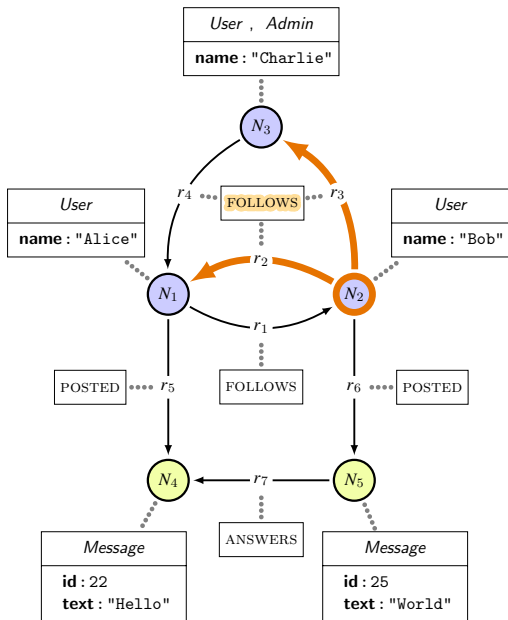 User , Admin
name : "Charlie"
N3
r4
FOLLOWS
r3
User
name : "Alice"
User
name : "Bob"
r2
N1
N2
r1
POSTED
r5
FOLLOWS
r6
POSTED
N4
r7
N5
Message
id : 22
text : "Hello"
ANSWERS
Message
id : 25
text : "World"